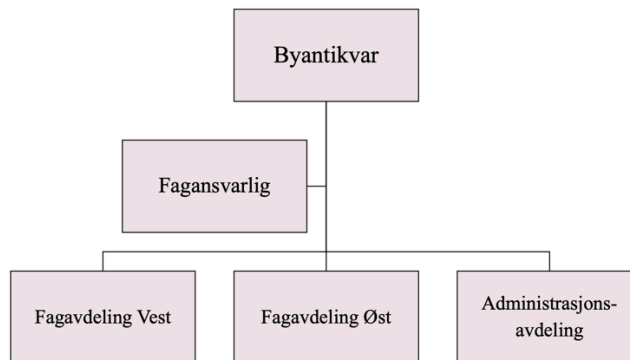 Byantikvar
Fagansvarlig
Fagavdeling Vest
Fagavdeling Øst
Administrasjons-
avdeling